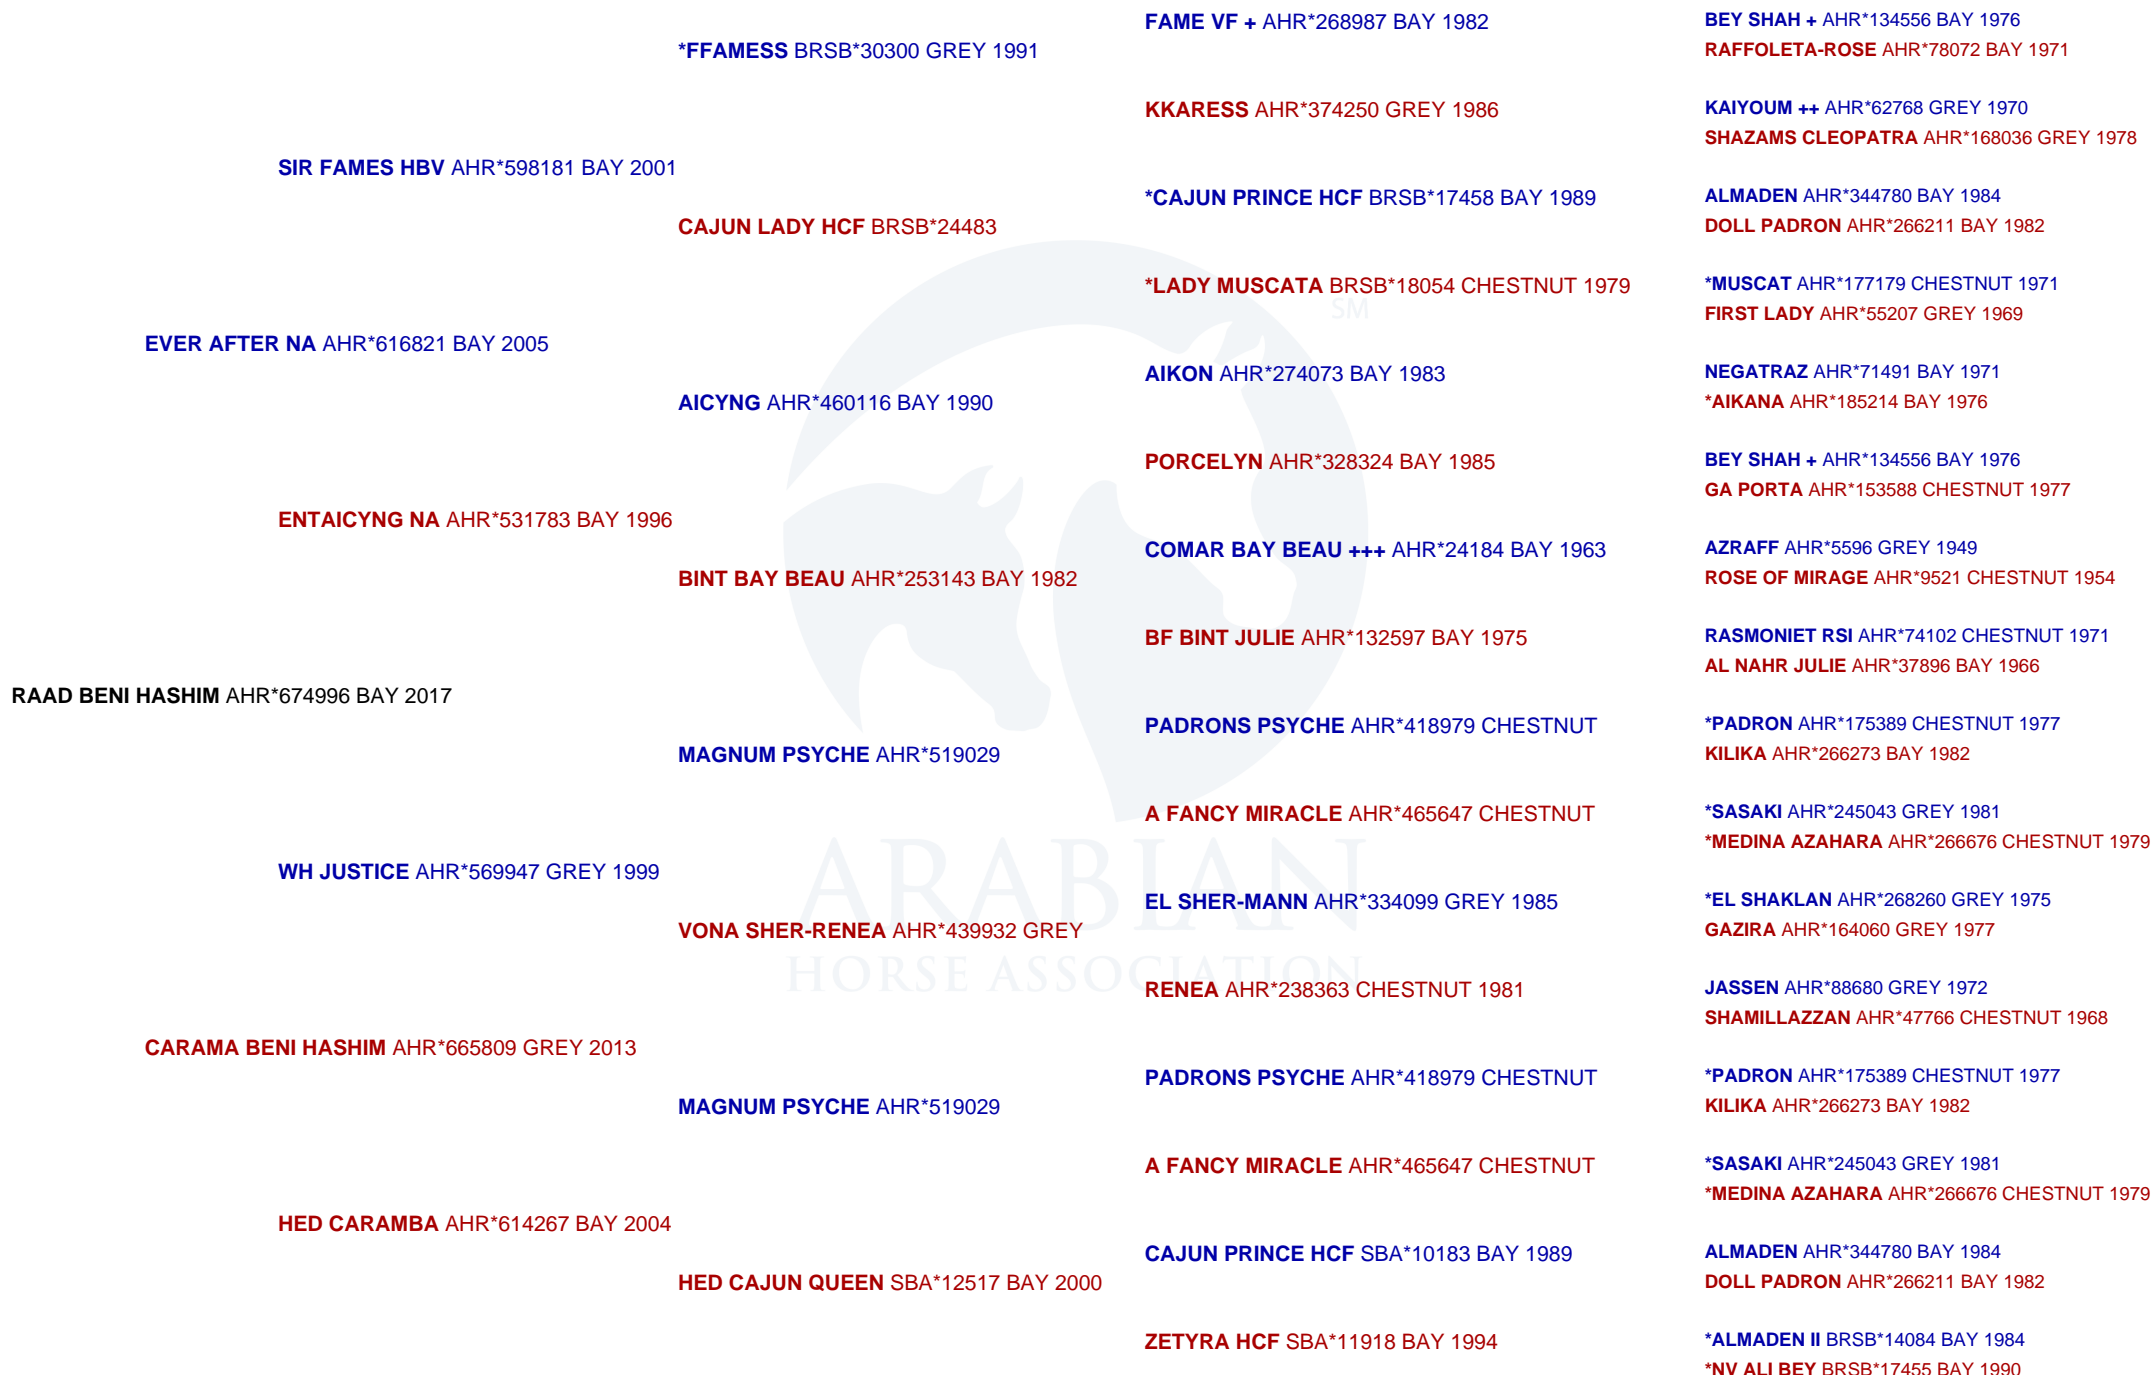 FAME VF + AHR*268987 BAY 1982
BEY SHAH + AHR*134556 BAY 1976
*FFAMESS BRSB*30300 GREY 1991
RAFFOLETA-ROSE AHR*78072 BAY 1971
KKARESS AHR*374250 GREY 1986
KAIYOUM ++ AHR*62768 GREY 1970
SHAZAMS CLEOPATRA AHR*168036 GREY 1978
SIR FAMES HBV AHR*598181 BAY 2001
*CAJUN PRINCE HCF BRSB*17458 BAY 1989
ALMADEN AHR*344780 BAY 1984
CAJUN LADY HCF BRSB*24483
DOLL PADRON AHR*266211 BAY 1982
*LADY MUSCATA BRSB*18054 CHESTNUT 1979
*MUSCAT AHR*177179 CHESTNUT 1971
SM
FIRST LADY AHR*55207 GREY 1969
EVER AFTER NA AHR*616821 BAY 2005
AIKON AHR*274073 BAY 1983
NEGATRAZ AHR*71491 BAY 1971
AICYNG AHR*460116 BAY 1990
*AIKANA AHR*185214 BAY 1976
PORCELYN AHR*328324 BAY 1985
BEY SHAH + AHR*134556 BAY 1976
GA PORTA AHR*153588 CHESTNUT 1977
ENTAICYNG NA AHR*531783 BAY 1996
COMAR BAY BEAU +++ AHR*24184 BAY 1963
AZRAFF AHR*5596 GREY 1949
BINT BAY BEAU AHR*253143 BAY 1982
ROSE OF MIRAGE AHR*9521 CHESTNUT 1954
BF BINT JULIE AHR*132597 BAY 1975
RASMONIET RSI AHR*74102 CHESTNUT 1971
AL NAHR JULIE AHR*37896 BAY 1966
RAAD BENI HASHIM AHR*674996 BAY 2017
PADRONS PSYCHE AHR*418979 CHESTNUT
*PADRON AHR*175389 CHESTNUT 1977
MAGNUM PSYCHE AHR*519029
KILIKA AHR*266273 BAY 1982
A FANCY MIRACLE AHR*465647 CHESTNUT
*SASAKI AHR*245043 GREY 1981
*MEDINA AZAHARA AHR*266676 CHESTNUT 1979
WH JUSTICE AHR*569947 GREY 1999
ARABIAN
EL SHER-MANN AHR*334099 GREY 1985
*EL SHAKLAN AHR*268260 GREY 1975
VONA SHER-RENEA AHR*439932 GREY
GAZIRA AHR*164060 GREY 1977
HORSE ASSOCIATION
RENEA AHR*238363 CHESTNUT 1981
JASSEN AHR*88680 GREY 1972
SHAMILLAZZAN AHR*47766 CHESTNUT 1968
CARAMA BENI HASHIM AHR*665809 GREY 2013
PADRONS PSYCHE AHR*418979 CHESTNUT
*PADRON AHR*175389 CHESTNUT 1977
MAGNUM PSYCHE AHR*519029
KILIKA AHR*266273 BAY 1982
A FANCY MIRACLE AHR*465647 CHESTNUT
*SASAKI AHR*245043 GREY 1981
*MEDINA AZAHARA AHR*266676 CHESTNUT 1979
HED CARAMBA AHR*614267 BAY 2004
CAJUN PRINCE HCF SBA*10183 BAY 1989
ALMADEN AHR*344780 BAY 1984
HED CAJUN QUEEN SBA*12517 BAY 2000
DOLL PADRON AHR*266211 BAY 1982
ZETYRA HCF SBA*11918 BAY 1994
*ALMADEN II BRSB*14084 BAY 1984
*NV ALI BEY BRSB*17455 BAY 1990